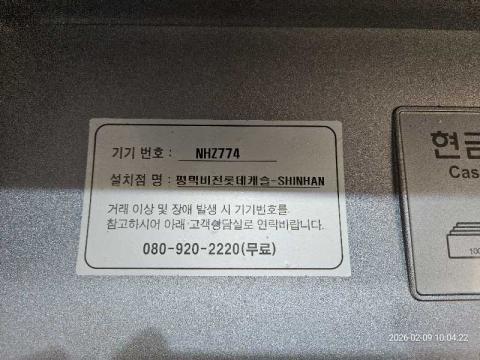 기기 번호 : NHZ774
설치점 명 : 평택비전롯데캐슬-SHINHAN
거래 이상 및 장애 발생 시 기기번호를
참고하시어 아래 고객상담실로 연락바랍니다.
080-920-2220(무료)
현금
Cas
100
2026-02-09 10:04:22